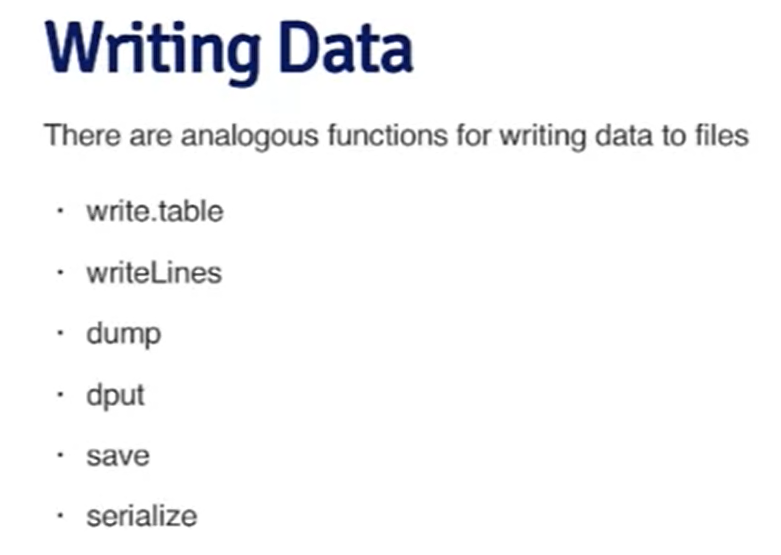 Writing Data
There are analogous functions for writing data to files
· write.table
· writeLines
· dump
· dput
· save
· serialize